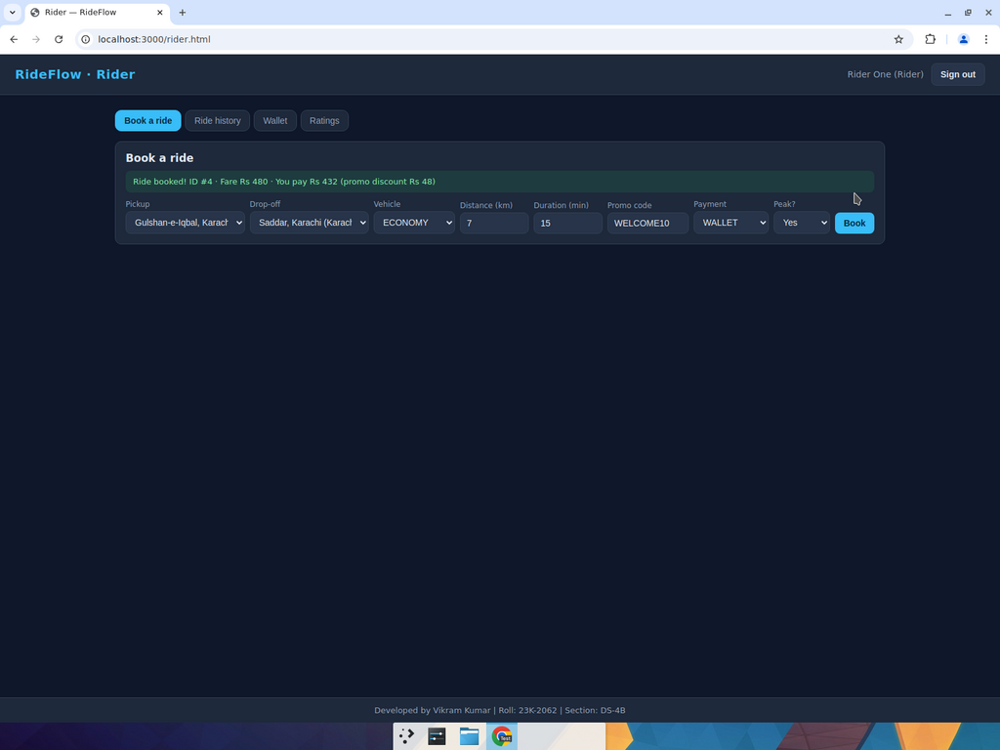 Rider — RideFlow
localhost:3000/rider.html
RideFlow · Rider
Rider One (Rider)
Sign out
Book a ride
Ride history
Wallet
Ratings
Book a ride
Ride booked! ID #4 · Fare Rs 480 · You pay Rs 432 (promo discount Rs 48)
Pickup
Drop-off
Vehicle
Distance (km)
Duration (min)
Promo code
Payment
Peak?
Gulshan-e-Iqbal, Karach
Saddar, Karachi (Karach
ECONOMY
7
15
WELCOME10
WALLET
Yes
Book
Developed by Vikram Kumar | Roll: 23K-2062 | Section: DS-4B
Test